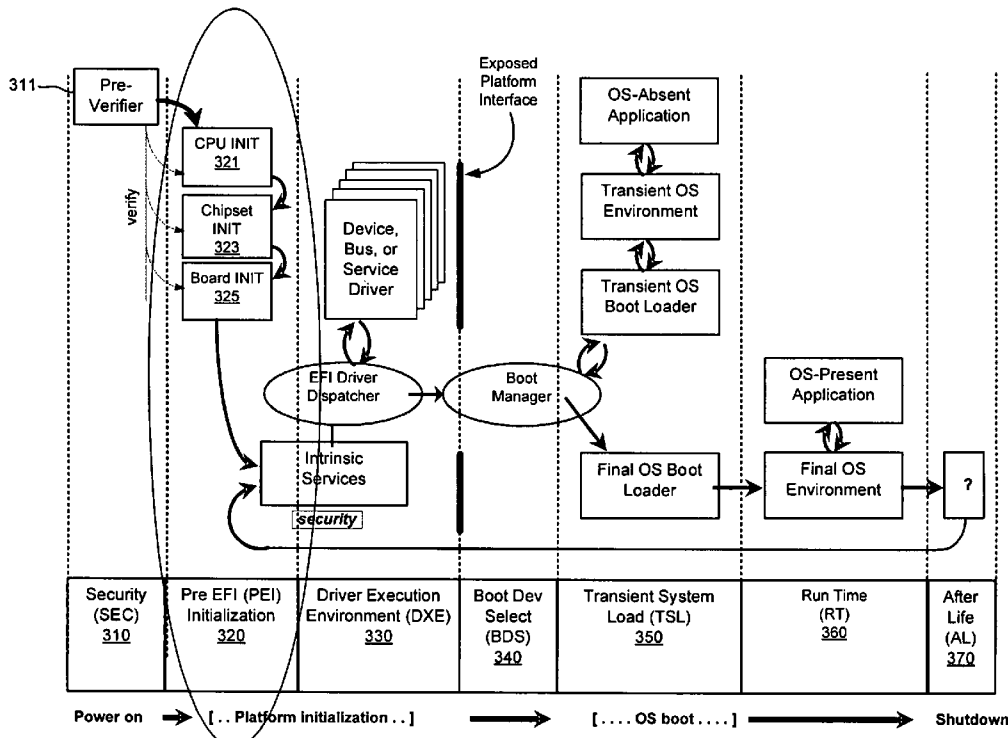 311
Pre-
Verifier
verify
CPU INIT
321
Chipset
INIT
323
Board INIT
325
Device,
Bus, or
Service
Driver
EFI Driver
Dispatcher
Intrinsic
Services
security
Exposed
Platform
Interface
Boot
Manager
OS-Absent
Application
Transient OS
Environment
Transient OS
Boot Loader
Final OS Boot
Loader
OS-Present
Application
Final OS
Environment
?
Security
(SEC)
310
Pre EFI (PEI)
Initialization
320
Driver Execution
Environment (DXE)
330
Boot Dev
Select
(BDS)
340
Transient System
Load (TSL)
350
Run Time
(RT)
360
After
Life
(AL)
370
Power on
[ . . Platform initialization . . ]
[ . . . . OS boot . . . . ]
Shutdown